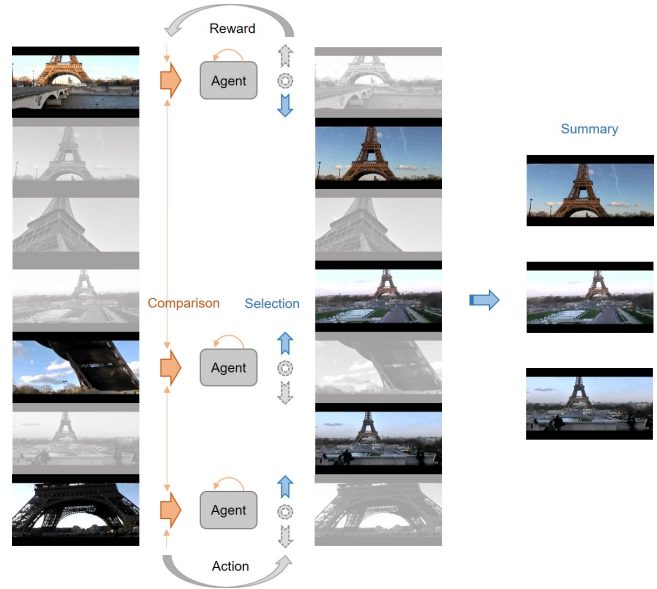 Reward
Agent
Summary
Comparison
Selection
Agent
Agent
Action